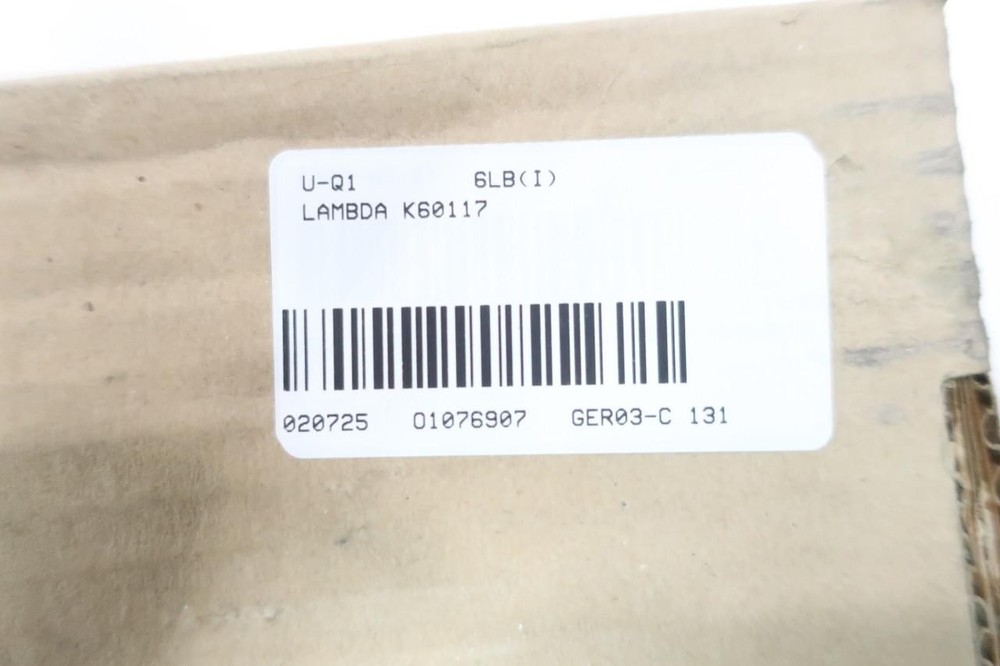 U-Q1 6LB(I)
LAMBDA K60117
020725 01076907 GER03-C 131